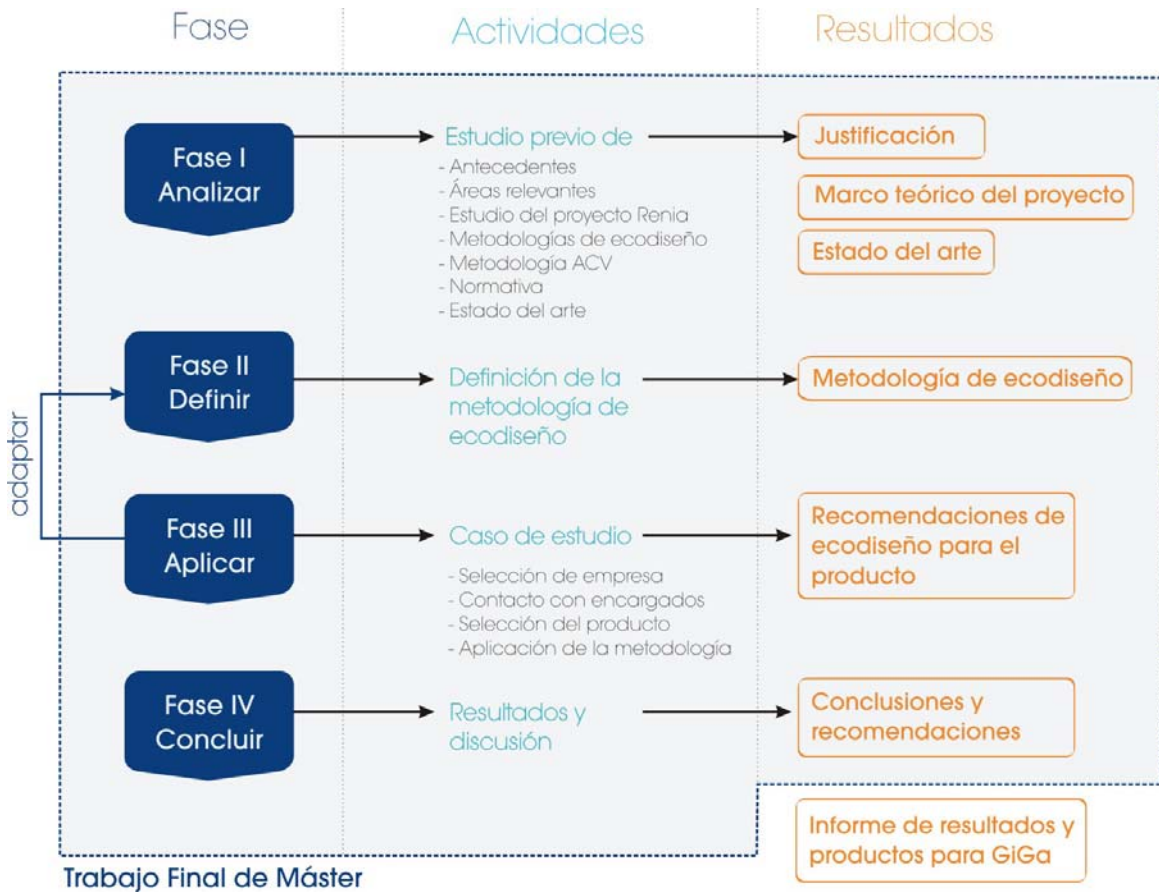 Fase
Actividades
Resultados
Fase I
Analizar
Estudio previo de
- Antecedentes
- Áreas relevantes
- Estudio del proyecto Renia
- Metodologías de ecodiseño
- Metodología ACV
- Normativa
- Estado del arte
Justificación
Marco teórico del proyecto
Estado del arte
adaptar
Fase II
Definir
Definición de la
metodología de
ecodiseño
Metodología de ecodiseño
Fase III
Aplicar
Caso de estudio
- Selección de empresa
- Contacto con encargados
- Selección del producto
- Aplicación de la metodología
Recomendaciones de
ecodiseño para el
producto
Fase IV
Concluir
Resultados y
discusión
Conclusiones y
recomendaciones
Informe de resultados y
productos para GiGa
Trabajo Final de Máster